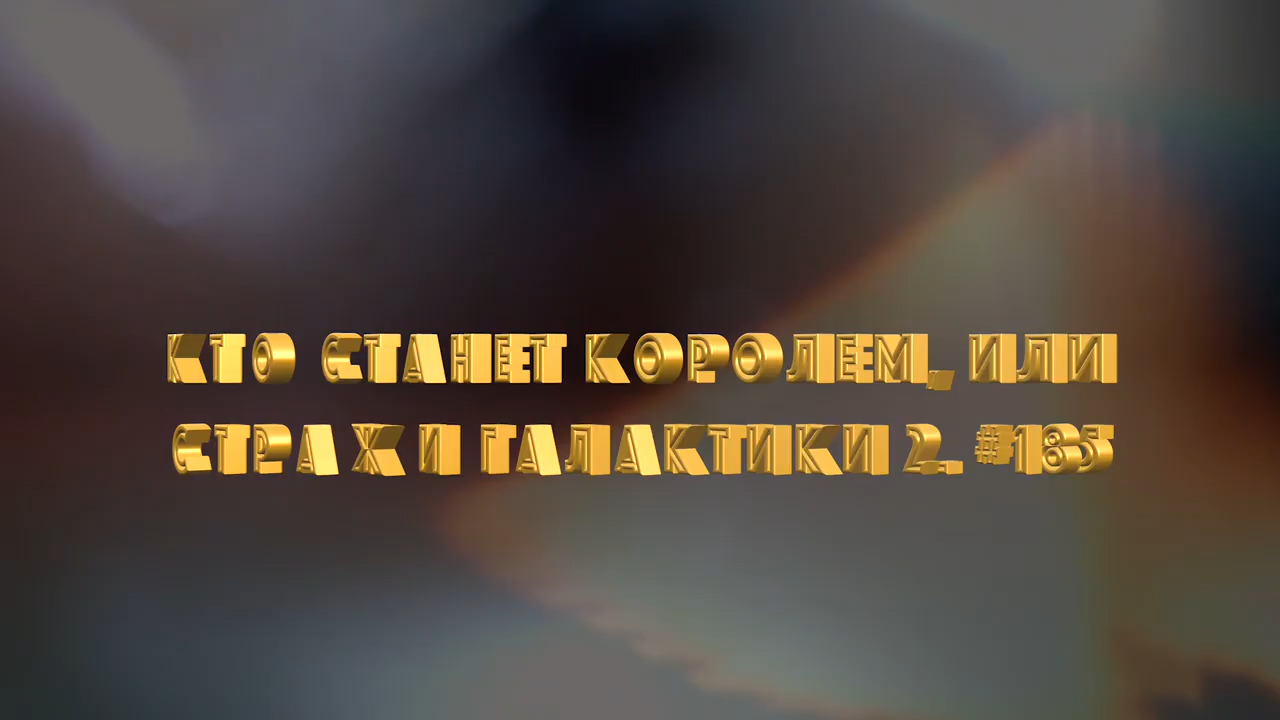 КТО СТАНЕТ КОРОЛЕМ, ИЛИ
СТРАЖИ ГАЛАКТИКИ 2. #185